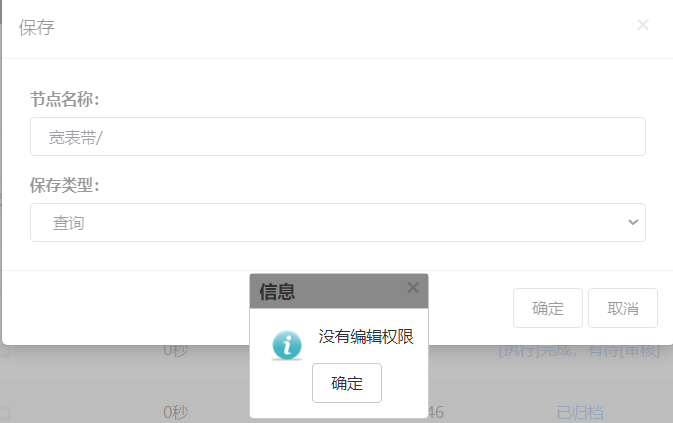 保存
节点名称：
宽表带/
保存类型：
查询
信息
确定
取消
没有编辑权限
确定
0秒
[执行]完成，有待[审核]
0秒
46
已归档